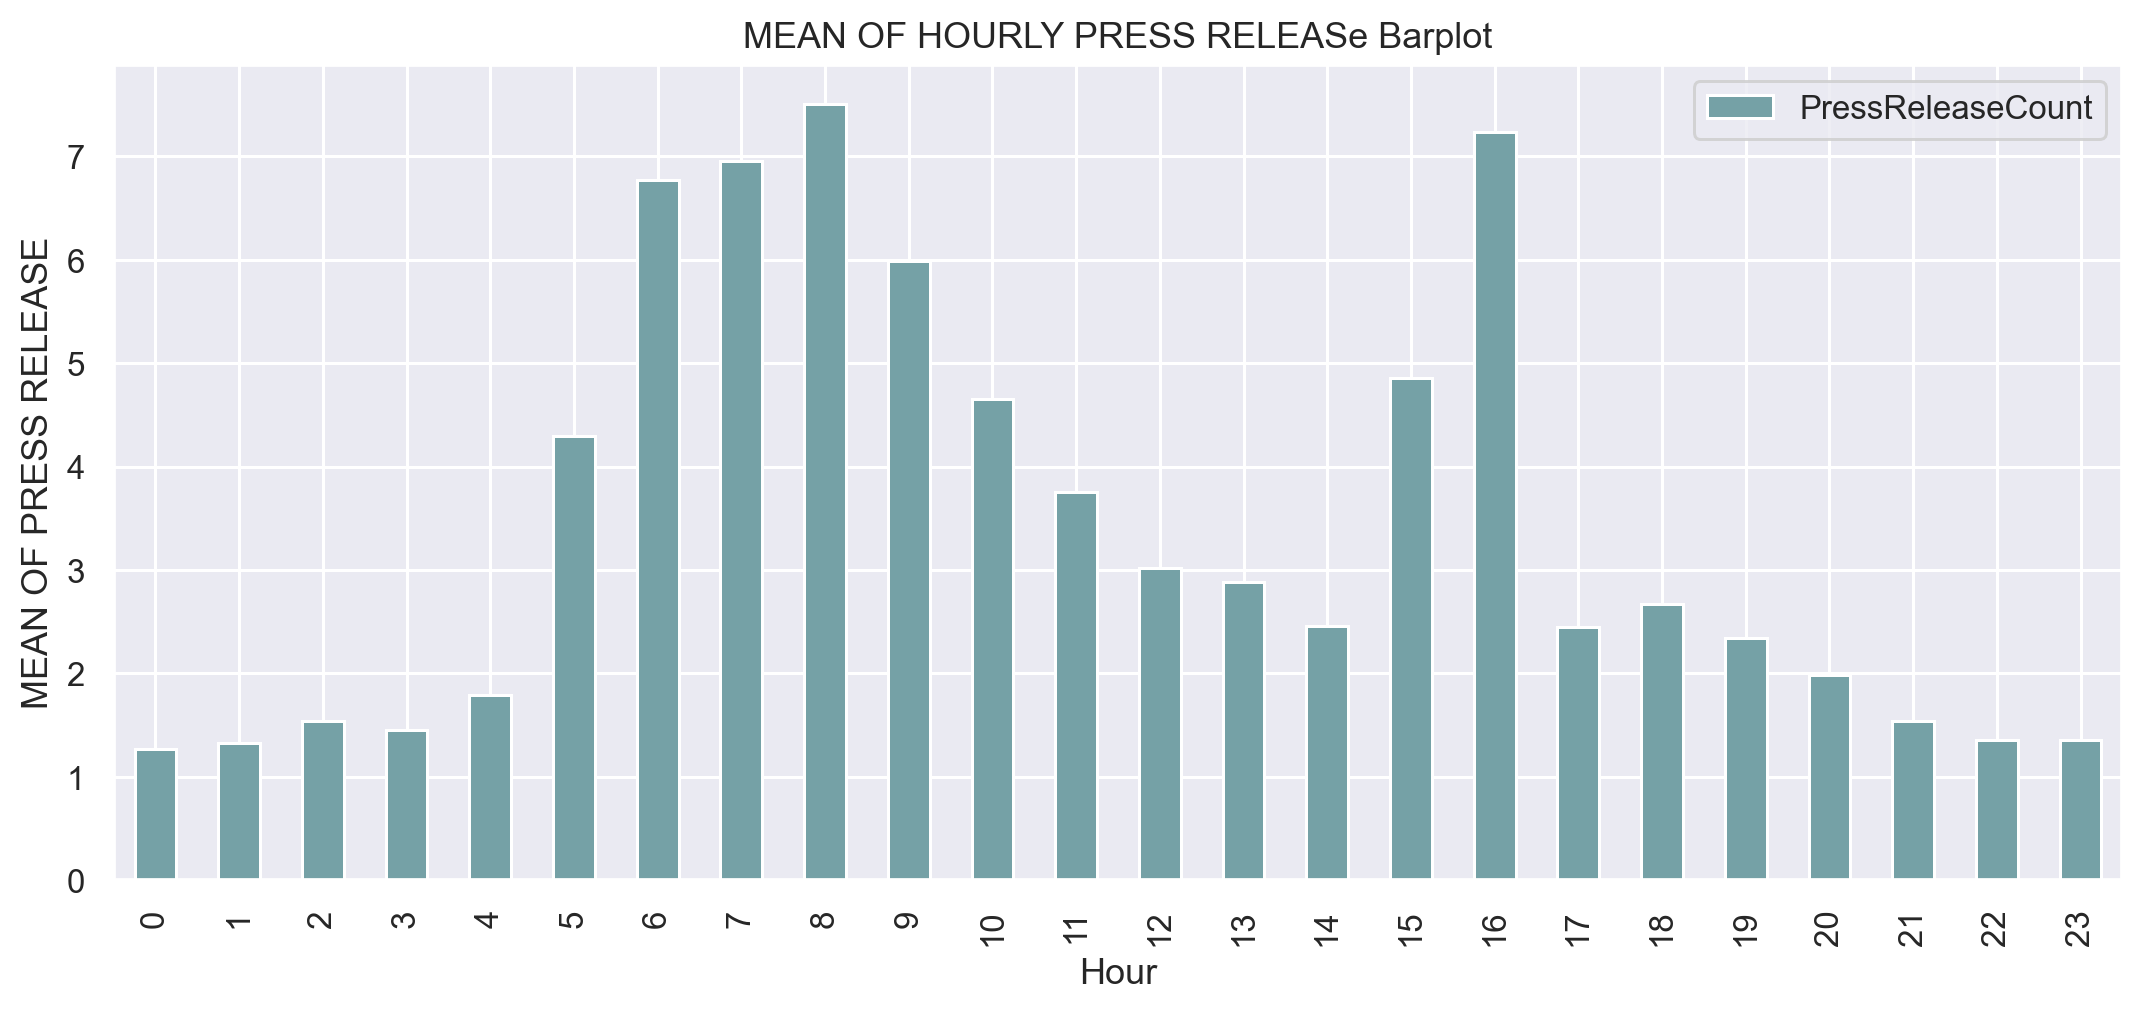 MEAN OF HOURLY PRESS RELEASe Barplot
PressReleaseCount
MEAN OF PRESS RELEASE
7
6
5
4
3
2
1
0
0 1 2 3 4 5 6 7 8 9 10 11 12 13 14 15 16 17 18 19 20 21 22 23
Hour